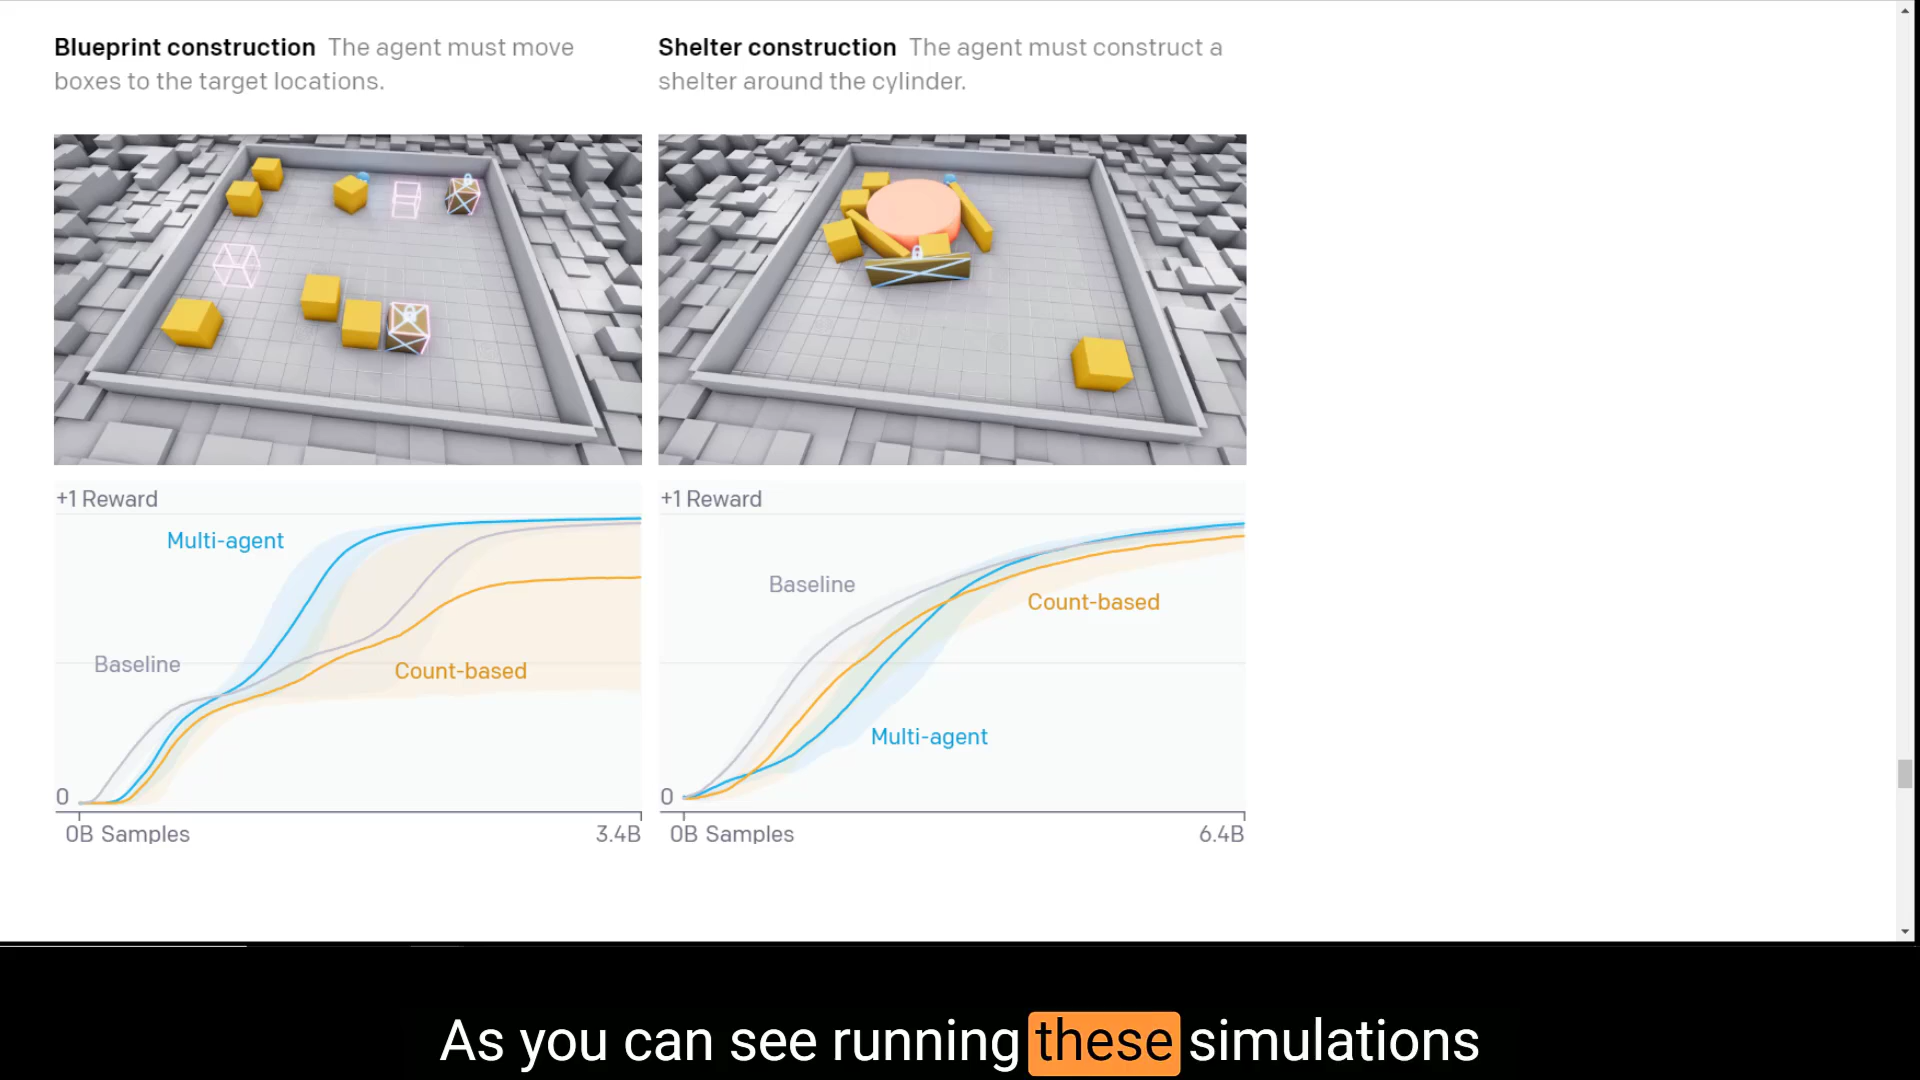 Blueprint construction The agent must move
boxes to the target locations.
Shelter construction The agent must construct a
shelter around the cylinder.
+1 Reward
Multi-agent
Baseline
Count-based
0
0B Samples
3.4B
+1 Reward
Baseline
Count-based
Multi-agent
0
0B Samples
6.4B
As you can see running these simulations